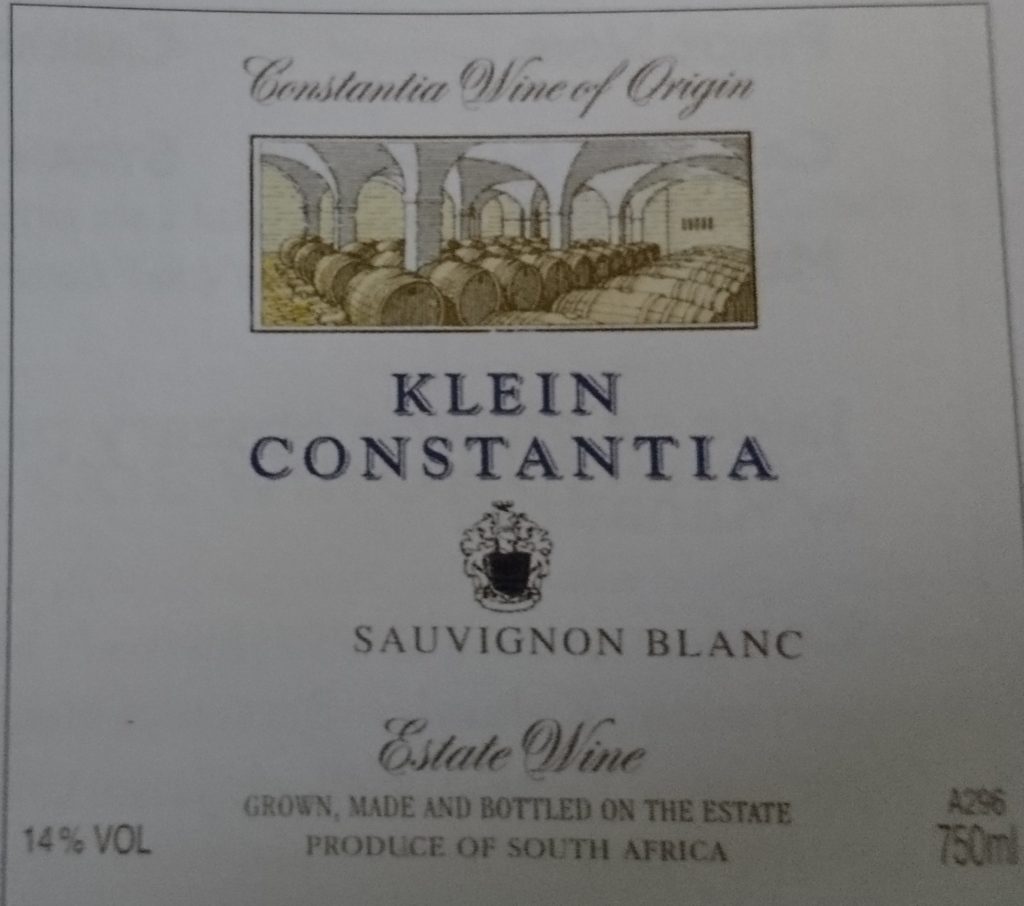 Constantia Wine of Origin
KLEIN
CONSTANTIA
SAUVIGNON BLANC
Estate Wine
GROWN, MADE AND BOTTLED ON THE ESTATE
PRODUCE OF SOUTH AFRICA
14% VOL
A296
750ml